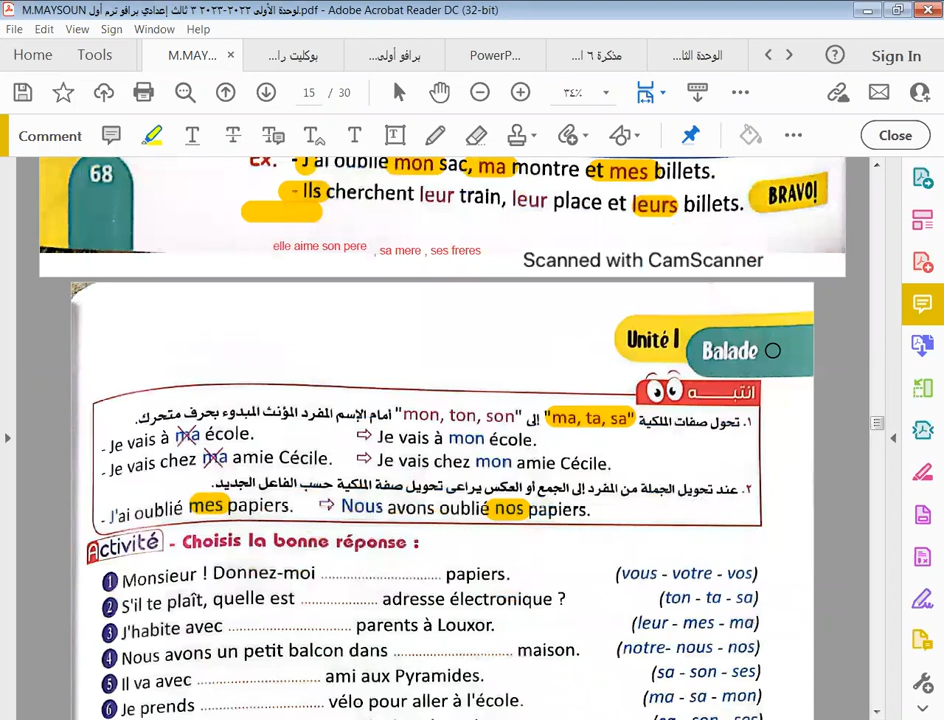 M.MAYSOUN لوحدة الأولى ٢٠٢٢-٢٠٢٣ ٣ ثالث إعدادي برافو ترم أول.pdf - Adobe Acrobat Reader DC (32-bit)
File Edit View Sign Window Help
Home Tools M.MAY... × بوكليت را... برافو أولى... PowerP... مذكرة ٦ ا... الوحدة الثا... Sign In
15 / 30 ٣٤٪
Comment Close
68
Ex. - J'ai oublié mon sac, ma montre et mes billets.
- Ils cherchent leur train, leur place et leurs billets.
BRAVO!
elle aime son pere , sa mere , ses freres
Scanned with CamScanner
Unité 1 Balade
انتبه
١. تحول صفات الملكية "ma, ta, sa" إلى "mon, ton, son" أمام الإسم المفرد المؤنث المبدوء بحرف متحرك.
- Je vais à ma école. ⇨ Je vais à mon école.
- Je vais chez ma amie Cécile. ⇨ Je vais chez mon amie Cécile.
٢. عند تحويل الجملة من المفرد إلى الجمع أو العكس يراعى تحويل صفة الملكية حسب الفاعل الجديد.
- J'ai oublié mes papiers. ⇨ Nous avons oublié nos papiers.
Activité - Choisis la bonne réponse :
1 Monsieur ! Donnez-moi .............................. papiers. (vous - votre - vos)
2 S'il te plaît, quelle est ................... adresse électronique ? (ton - ta - sa)
3 J'habite avec .............................. parents à Louxor. (leur - mes - ma)
4 Nous avons un petit balcon dans .............................. maison. (notre- nous - nos)
5 Il va avec .............................. ami aux Pyramides. (sa - son - ses)
6 Je prends .............................. vélo pour aller à l'école. (ma - sa - mon)